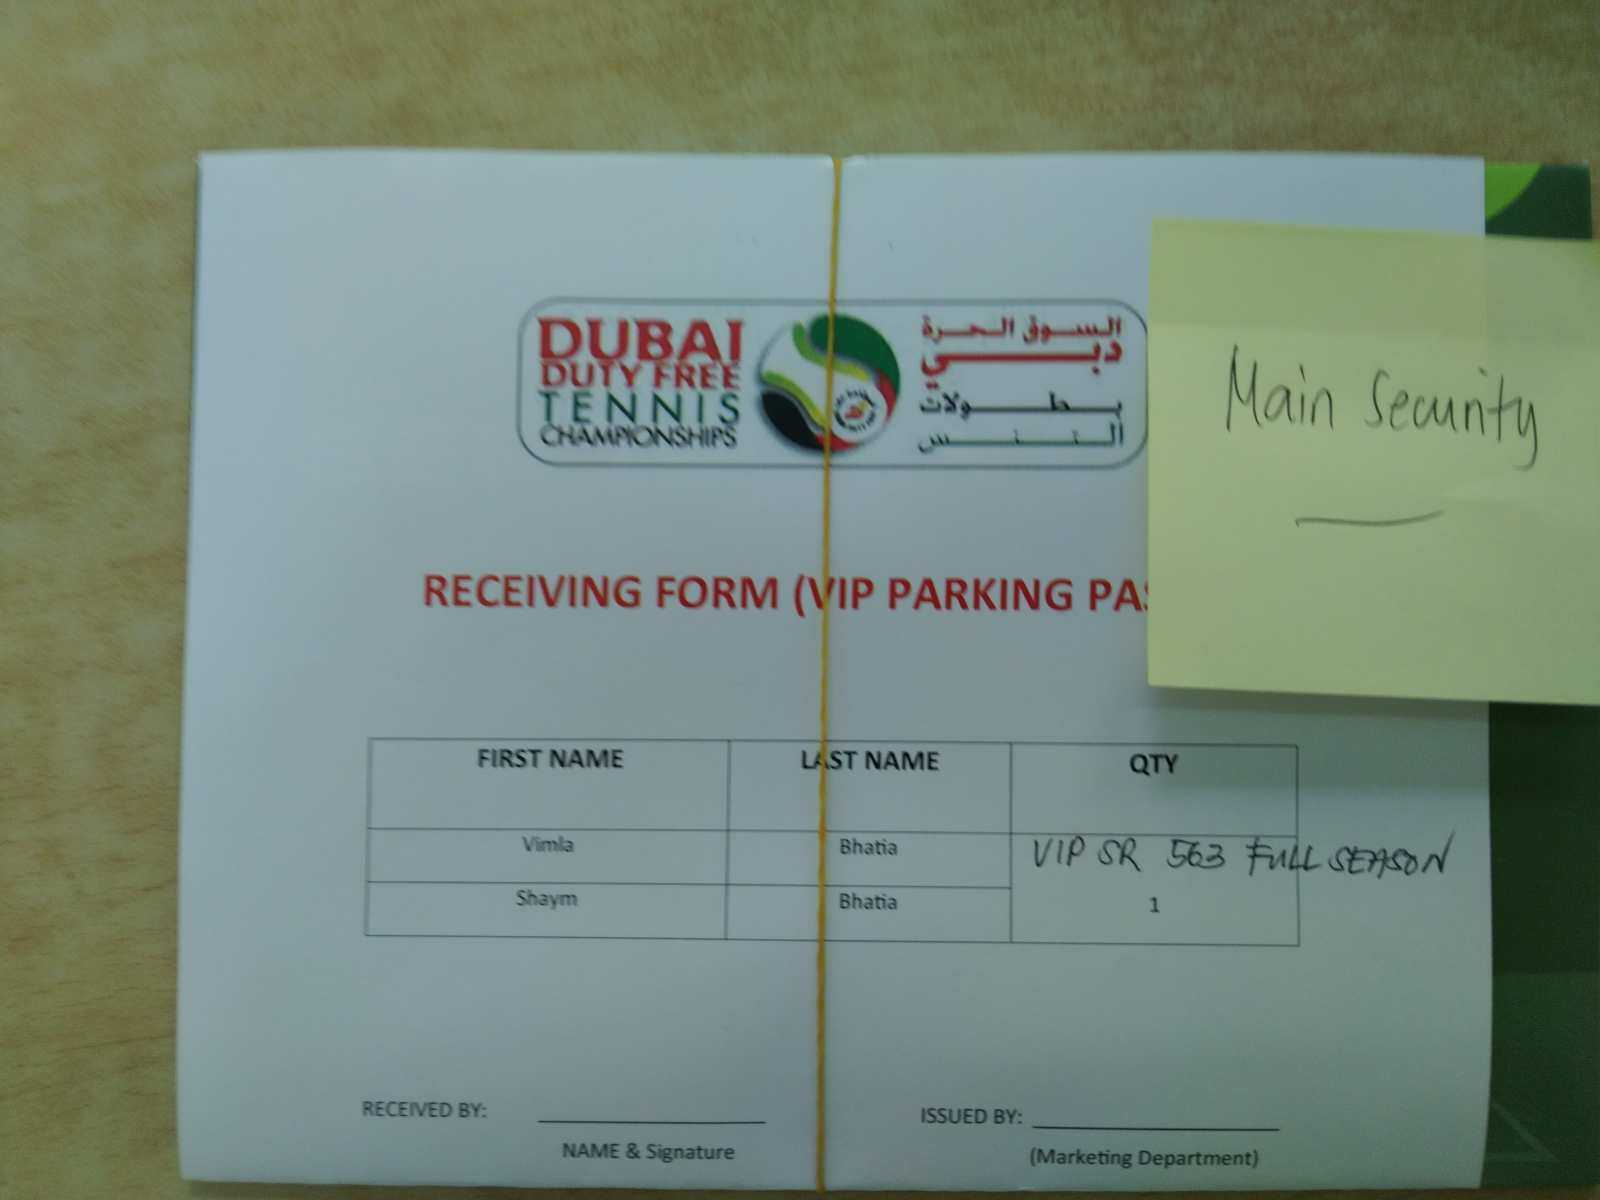 DUBAI
DUTY FREE
TENNIS
CHAMPIONSHIPS
السوق الحرة
دبي
بطولات
التنس
Main Security
RECEIVING FORM (VIP PARKING PAS
FIRST NAME LAST NAME QTY
Vimla Bhatia VIP SR 563 FULL SEASON
Shaym Bhatia 1
RECEIVED BY: ISSUED BY:
NAME & Signature (Marketing Department)